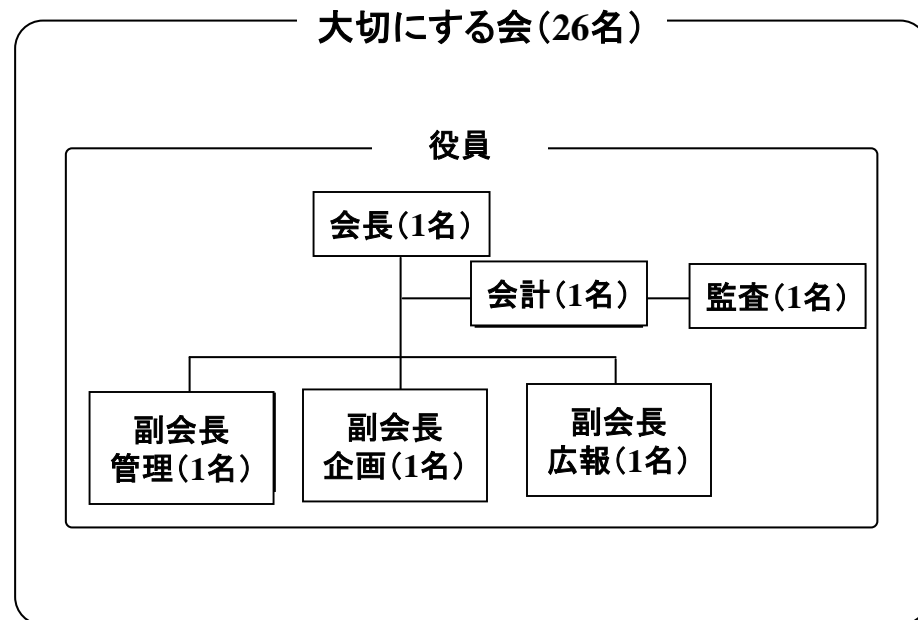 大切にする会(26名)
役員
会長(1名)
会計(1名)
監査(1名)
副会長
管理(1名)
副会長
企画(1名)
副会長
広報(1名)